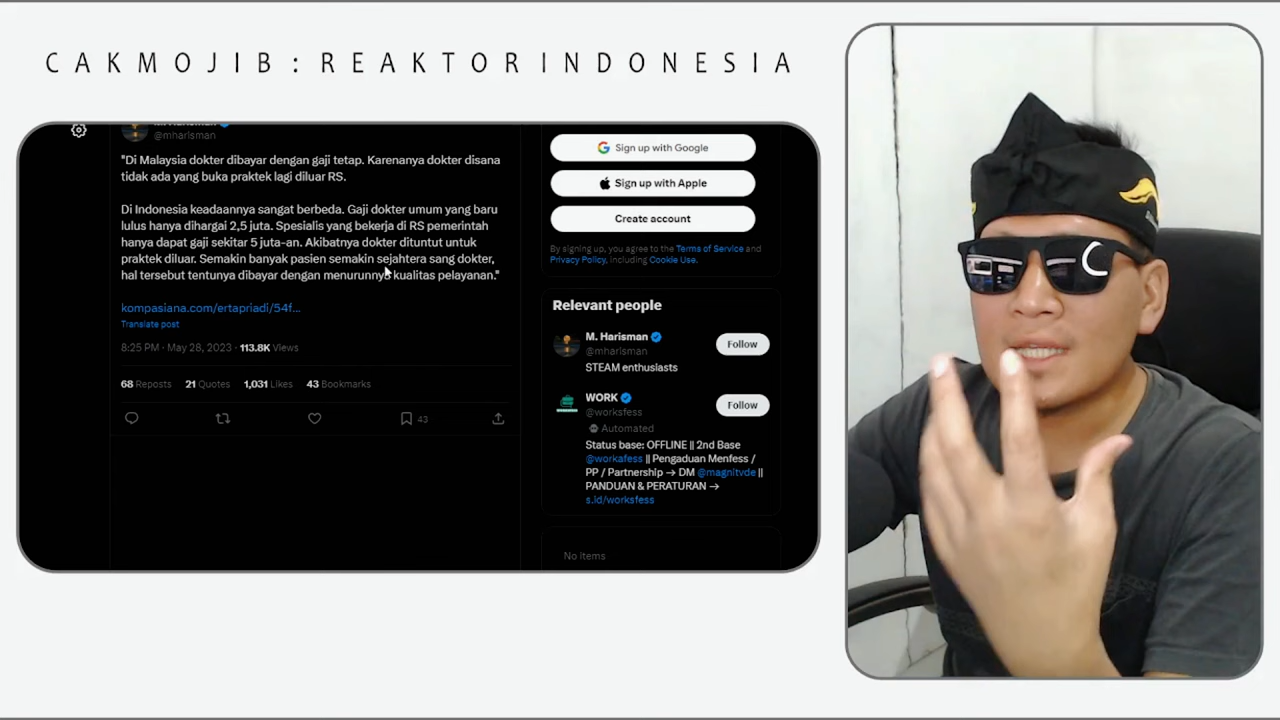 CAKMOJIB : REAKTOR INDONESIA
@mharisman
"Di Malaysia dokter dibayar dengan gaji tetap. Karenanya dokter disana
tidak ada yang buka praktek lagi diluar RS.
Di Indonesia keadaannya sangat berbeda. Gaji dokter umum yang baru
lulus hanya dihargai 2,5 juta. Spesialis yang bekerja di RS pemerintah
hanya dapat gaji sekitar 5 juta-an. Akibatnya dokter dituntut untuk
praktek diluar. Semakin banyak pasien semakin sejahtera sang dokter,
hal tersebut tentunya dibayar dengan menurunnya kualitas pelayanan."
kompasiana.com/ertapriadi/54f...
Translate post
8:25 PM · May 28, 2023 · 113.8K Views
68 Reposts 21 Quotes 1,031 Likes 43 Bookmarks
43
Sign up with Google
Sign up with Apple
Create account
By signing up, you agree to the Terms of Service and
Privacy Policy, including Cookie Use.
Relevant people
M. Harisman
@mharisman
Follow
STEAM enthusiasts
WORK
@worksfess
Follow
Automated
Status base: OFFLINE || 2nd Base
@workafess || Pengaduan Menfess /
PP / Partnership → DM @magnitvde ||
PANDUAN & PERATURAN →
s.id/worksfess
No items